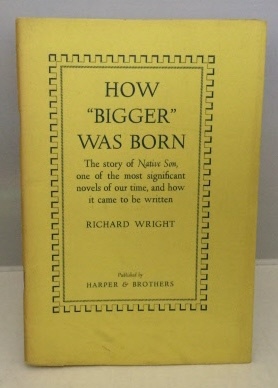 HOW
"BIGGER"
WAS BORN
The story of Native Son,
one of the most significant
novels of our time, and how
it came to be written
RICHARD WRIGHT
Published by
HARPER & BROTHERS